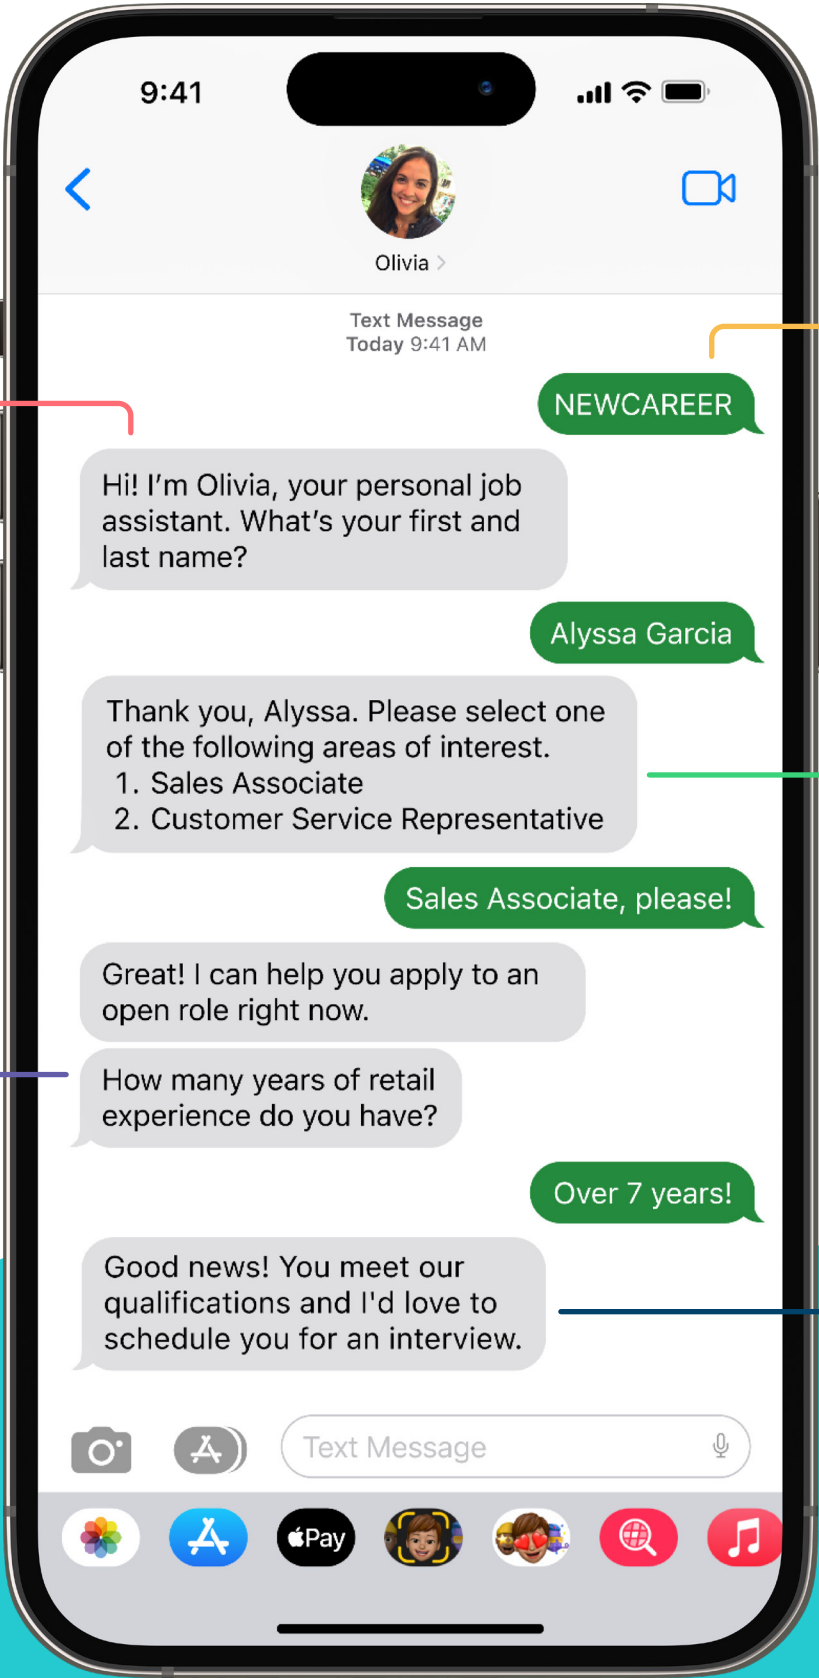 9:41
Olivia
Text Message
Today 9:41 AM
NEWCAREER
Hi! I’m Olivia, your personal job
assistant. What’s your first and
last name?
Alyssa Garcia
Thank you, Alyssa. Please select one
of the following areas of interest.
1. Sales Associate
2. Customer Service Representative
Sales Associate, please!
Great! I can help you apply to an
open role right now.
How many years of retail
experience do you have?
Over 7 years!
Good news! You meet our
qualifications and I'd love to
schedule you for an interview.
Text Message
Pay